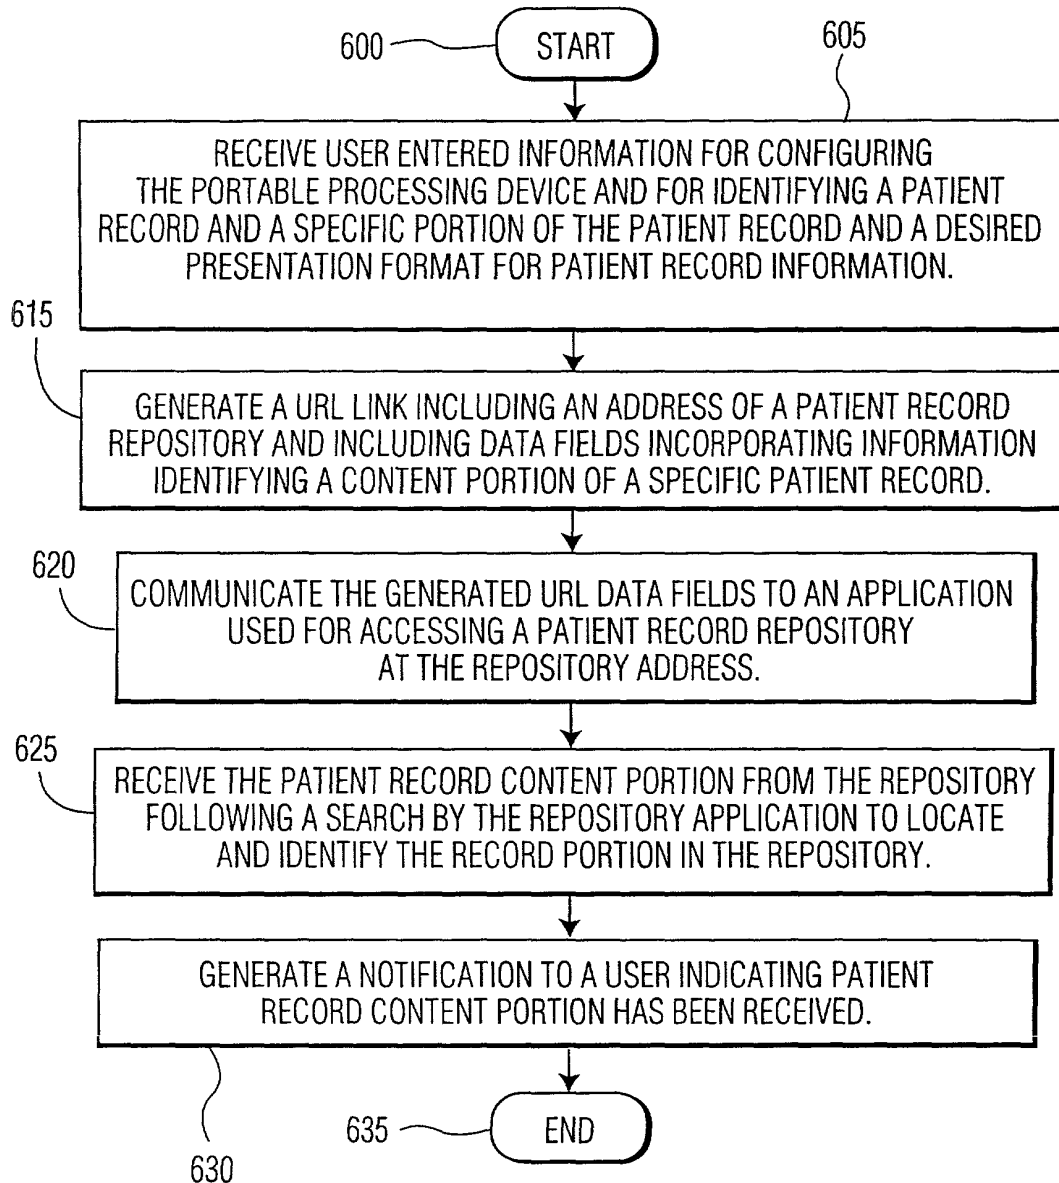 600
START
605
RECEIVE USER ENTERED INFORMATION FOR CONFIGURING
THE PORTABLE PROCESSING DEVICE AND FOR IDENTIFYING A PATIENT
RECORD AND A SPECIFIC PORTION OF THE PATIENT RECORD AND A DESIRED
PRESENTATION FORMAT FOR PATIENT RECORD INFORMATION.
615
GENERATE A URL LINK INCLUDING AN ADDRESS OF A PATIENT RECORD
REPOSITORY AND INCLUDING DATA FIELDS INCORPORATING INFORMATION
IDENTIFYING A CONTENT PORTION OF A SPECIFIC PATIENT RECORD.
620
COMMUNICATE THE GENERATED URL DATA FIELDS TO AN APPLICATION
USED FOR ACCESSING A PATIENT RECORD REPOSITORY
AT THE REPOSITORY ADDRESS.
625
RECEIVE THE PATIENT RECORD CONTENT PORTION FROM THE REPOSITORY
FOLLOWING A SEARCH BY THE REPOSITORY APPLICATION TO LOCATE
AND IDENTIFY THE RECORD PORTION IN THE REPOSITORY.
GENERATE A NOTIFICATION TO A USER INDICATING PATIENT
RECORD CONTENT PORTION HAS BEEN RECEIVED.
635
END
630